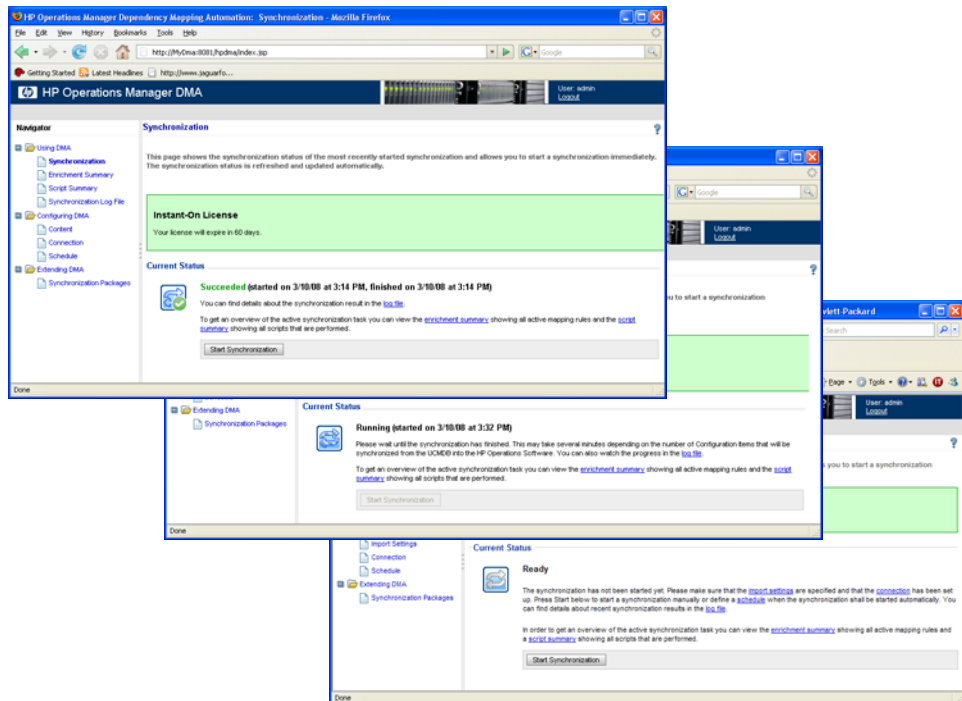 HP Operations Manager Dependency Mapping Automation: Synchronization - Mozilla Firefox
File Edit View History Bookmarks Tools Help
http://MyDma:8081/hpdma/index.jsp
Google
Getting Started Latest Headlines http://www.jaguarfo...
HP Operations Manager DMA
User: admin
Logout
Navigator
Using DMA
Synchronization
Enrichment Summary
Script Summary
Synchronization Log File
Configuring DMA
Content
Connection
Schedule
Extending DMA
Synchronization Packages
Synchronization
?
This page shows the synchronization status of the most recently started synchronization and allows you to start a synchronization immediately.
The synchronization status is refreshed and updated automatically.
Instant-On License
Your license will expire in 60 days.
Current Status
Succeeded (started on 3/10/08 at 3:14 PM, finished on 3/10/08 at 3:14 PM)
You can find details about the synchronization result in the log file.
To get an overview of the active synchronization task you can view the enrichment summary showing all active mapping rules and the script
summary showing all scripts that are performed.
Start Synchronization
Done
Google
User: admin
Logout
?
u to start a synchronization
Extending DMA
Synchronization Packages
Current Status
Running (started on 3/10/08 at 3:32 PM)
Please wait until the synchronization has finished. This may take several minutes depending on the number of Configuration Items that will be
synchronized from the UCMDB into the HP Operations Software. You can also watch the progress in the log file.
To get an overview of the active synchronization task you can view the enrichment summary showing all active mapping rules and the script
summary showing all scripts that are performed.
Start Synchronization
Done
wlett-Packard
Search
Page Tools
User: admin
Logout
?
s you to start a synchronization
Import Settings
Connection
Schedule
Extending DMA
Synchronization Packages
Current Status
Ready
The synchronization has not been started yet. Please make sure that the import settings are specified and that the connection has been set
up. Press Start below to start a synchronization manually or define a schedule when the synchronization shall be started automatically. You
can find details about recent synchronization results in the log file.
In order to get an overview of the active synchronization task you can view the enrichment summary showing all active mapping rules and
a script summary showing all scripts that are performed.
Start Synchronization
Done